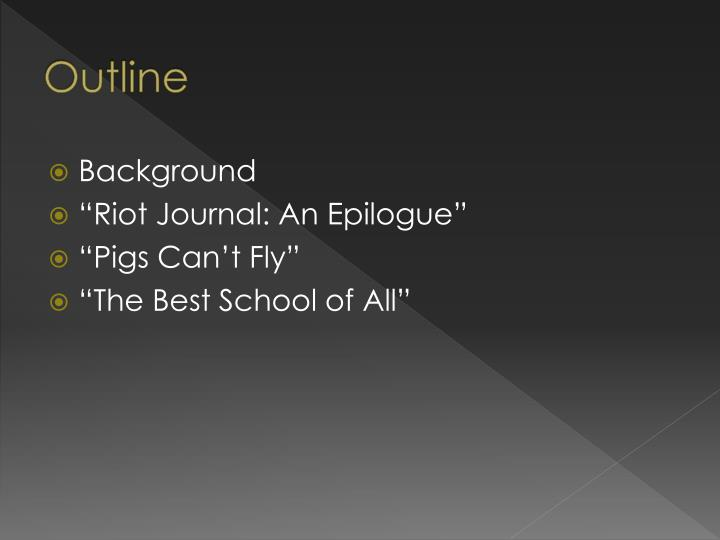 Outline
Background
“Riot Journal: An Epilogue”
“Pigs Can’t Fly”
“The Best School of All”